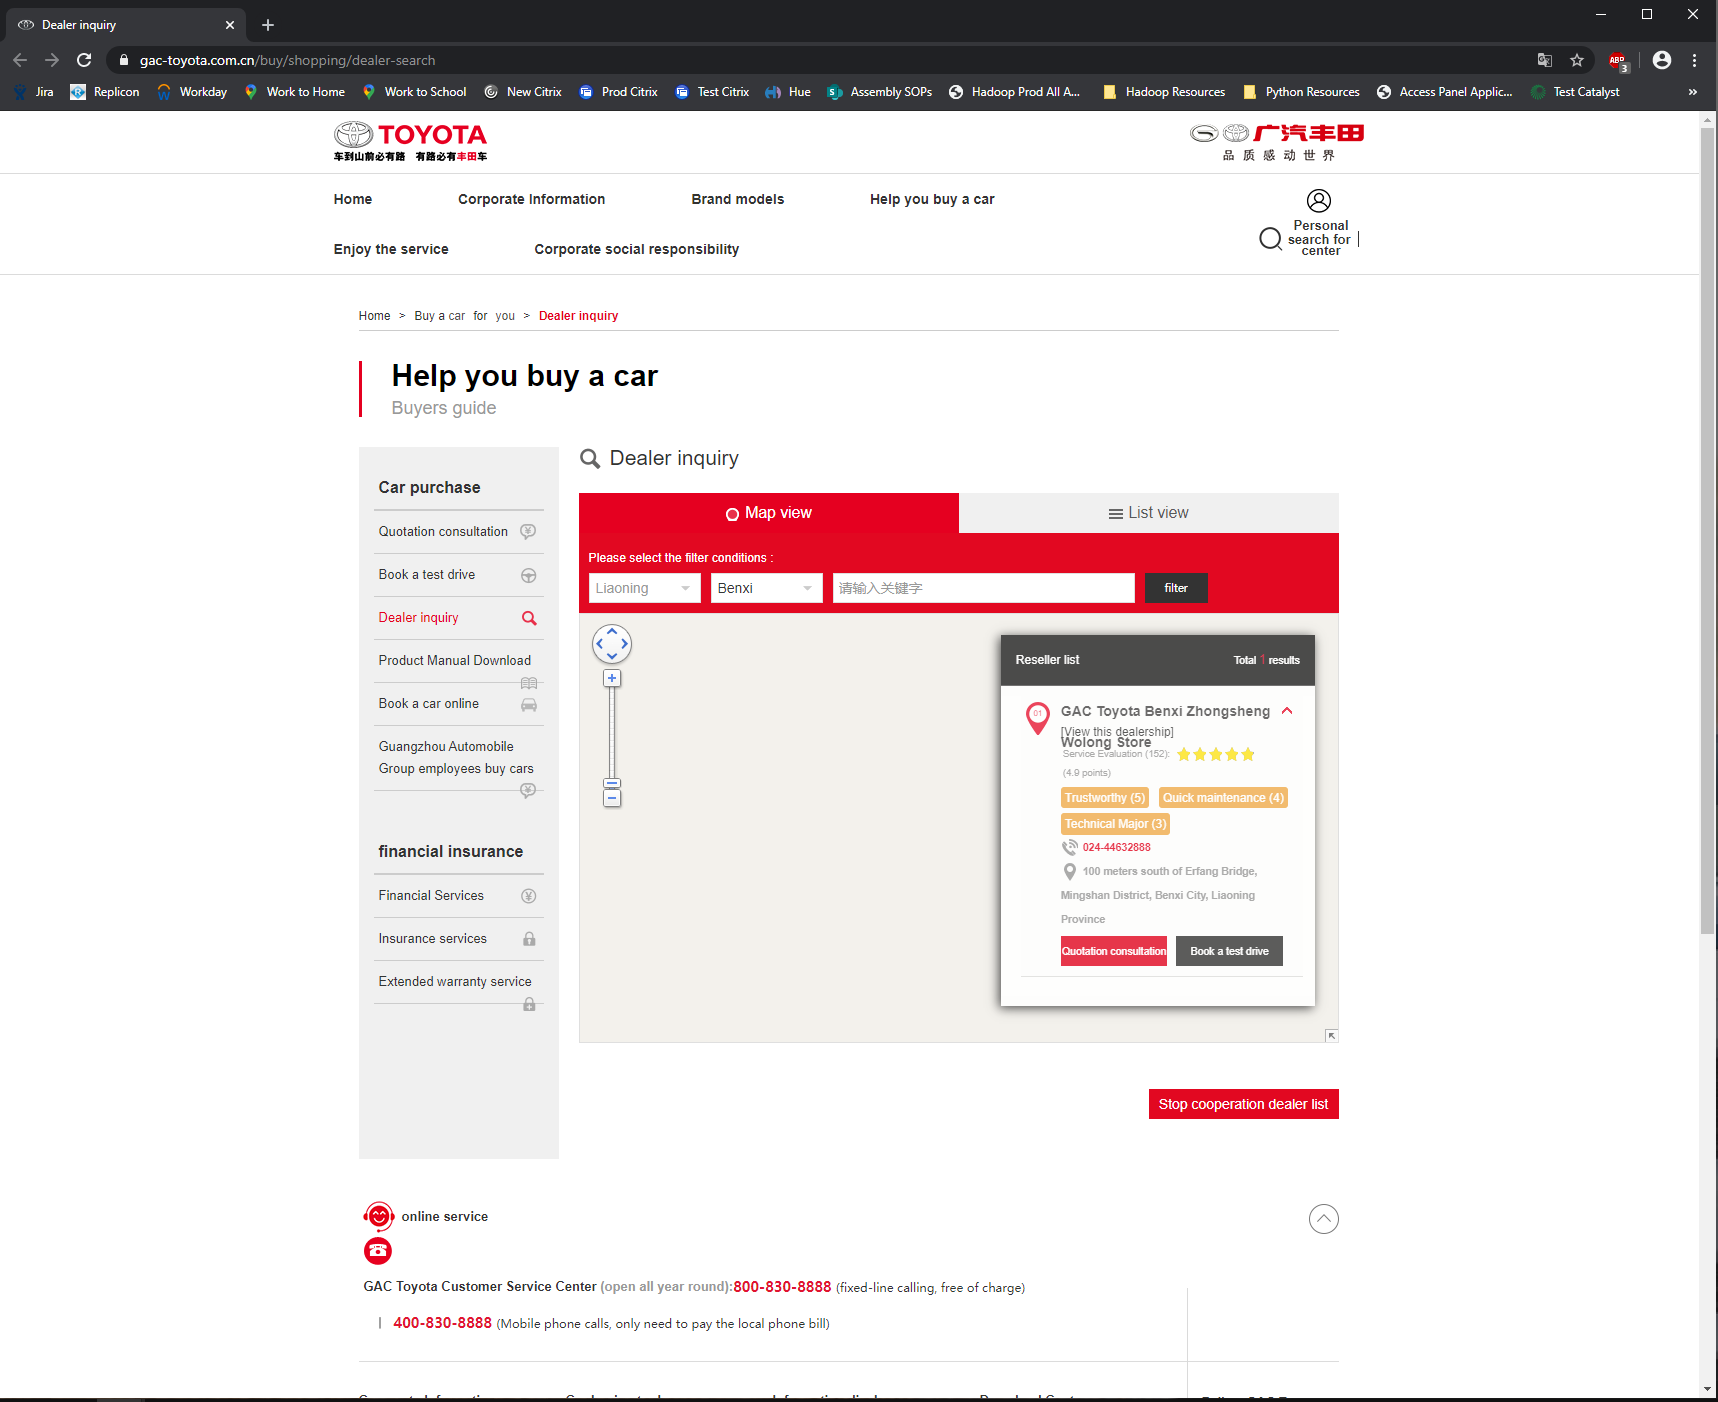 Dealer inquiry
gac-toyota.com.cn/buy/shopping/dealer-search
ABP
3
Jira
Replicon
Workday
Work to Home
Work to School
New Citrix
Prod Citrix
Test Citrix
Hue
Assembly SOPs
Hadoop Prod All A...
Hadoop Resources
Python Resources
Access Panel Applic...
Test Catalyst
»
TOYOTA
车到山前必有路 有路必有丰田车
广汽丰田
品质感动世界
Home
Corporate Information
Brand models
Help you buy a car
Enjoy the service
Corporate social responsibility
Personal
search for |
center
Home > Buy a car for you > Dealer inquiry
Help you buy a car
Buyers guide
Car purchase
Quotation consultation
Book a test drive
Dealer inquiry
Product Manual Download
Book a car online
Guangzhou Automobile
Group employees buy cars
financial insurance
Financial Services
Insurance services
Extended warranty service
Dealer inquiry
Map view
List view
Please select the filter conditions :
Liaoning
Benxi
请输入关键字
filter
Reseller list
Total 1 results
01
GAC Toyota Benxi Zhongsheng
[View this dealership]
Wolong Store
Service Evaluation (152):
(4.9 points)
Trustworthy (5)
Quick maintenance (4)
Technical Major (3)
024-44632888
100 meters south of Erfang Bridge,
Mingshan District, Benxi City, Liaoning
Province
Quotation consultation
Book a test drive
Stop cooperation dealer list
online service
GAC Toyota Customer Service Center (open all year round):800-830-8888 (fixed-line calling, free of charge)
| 400-830-8888 (Mobile phone calls, only need to pay the local phone bill)